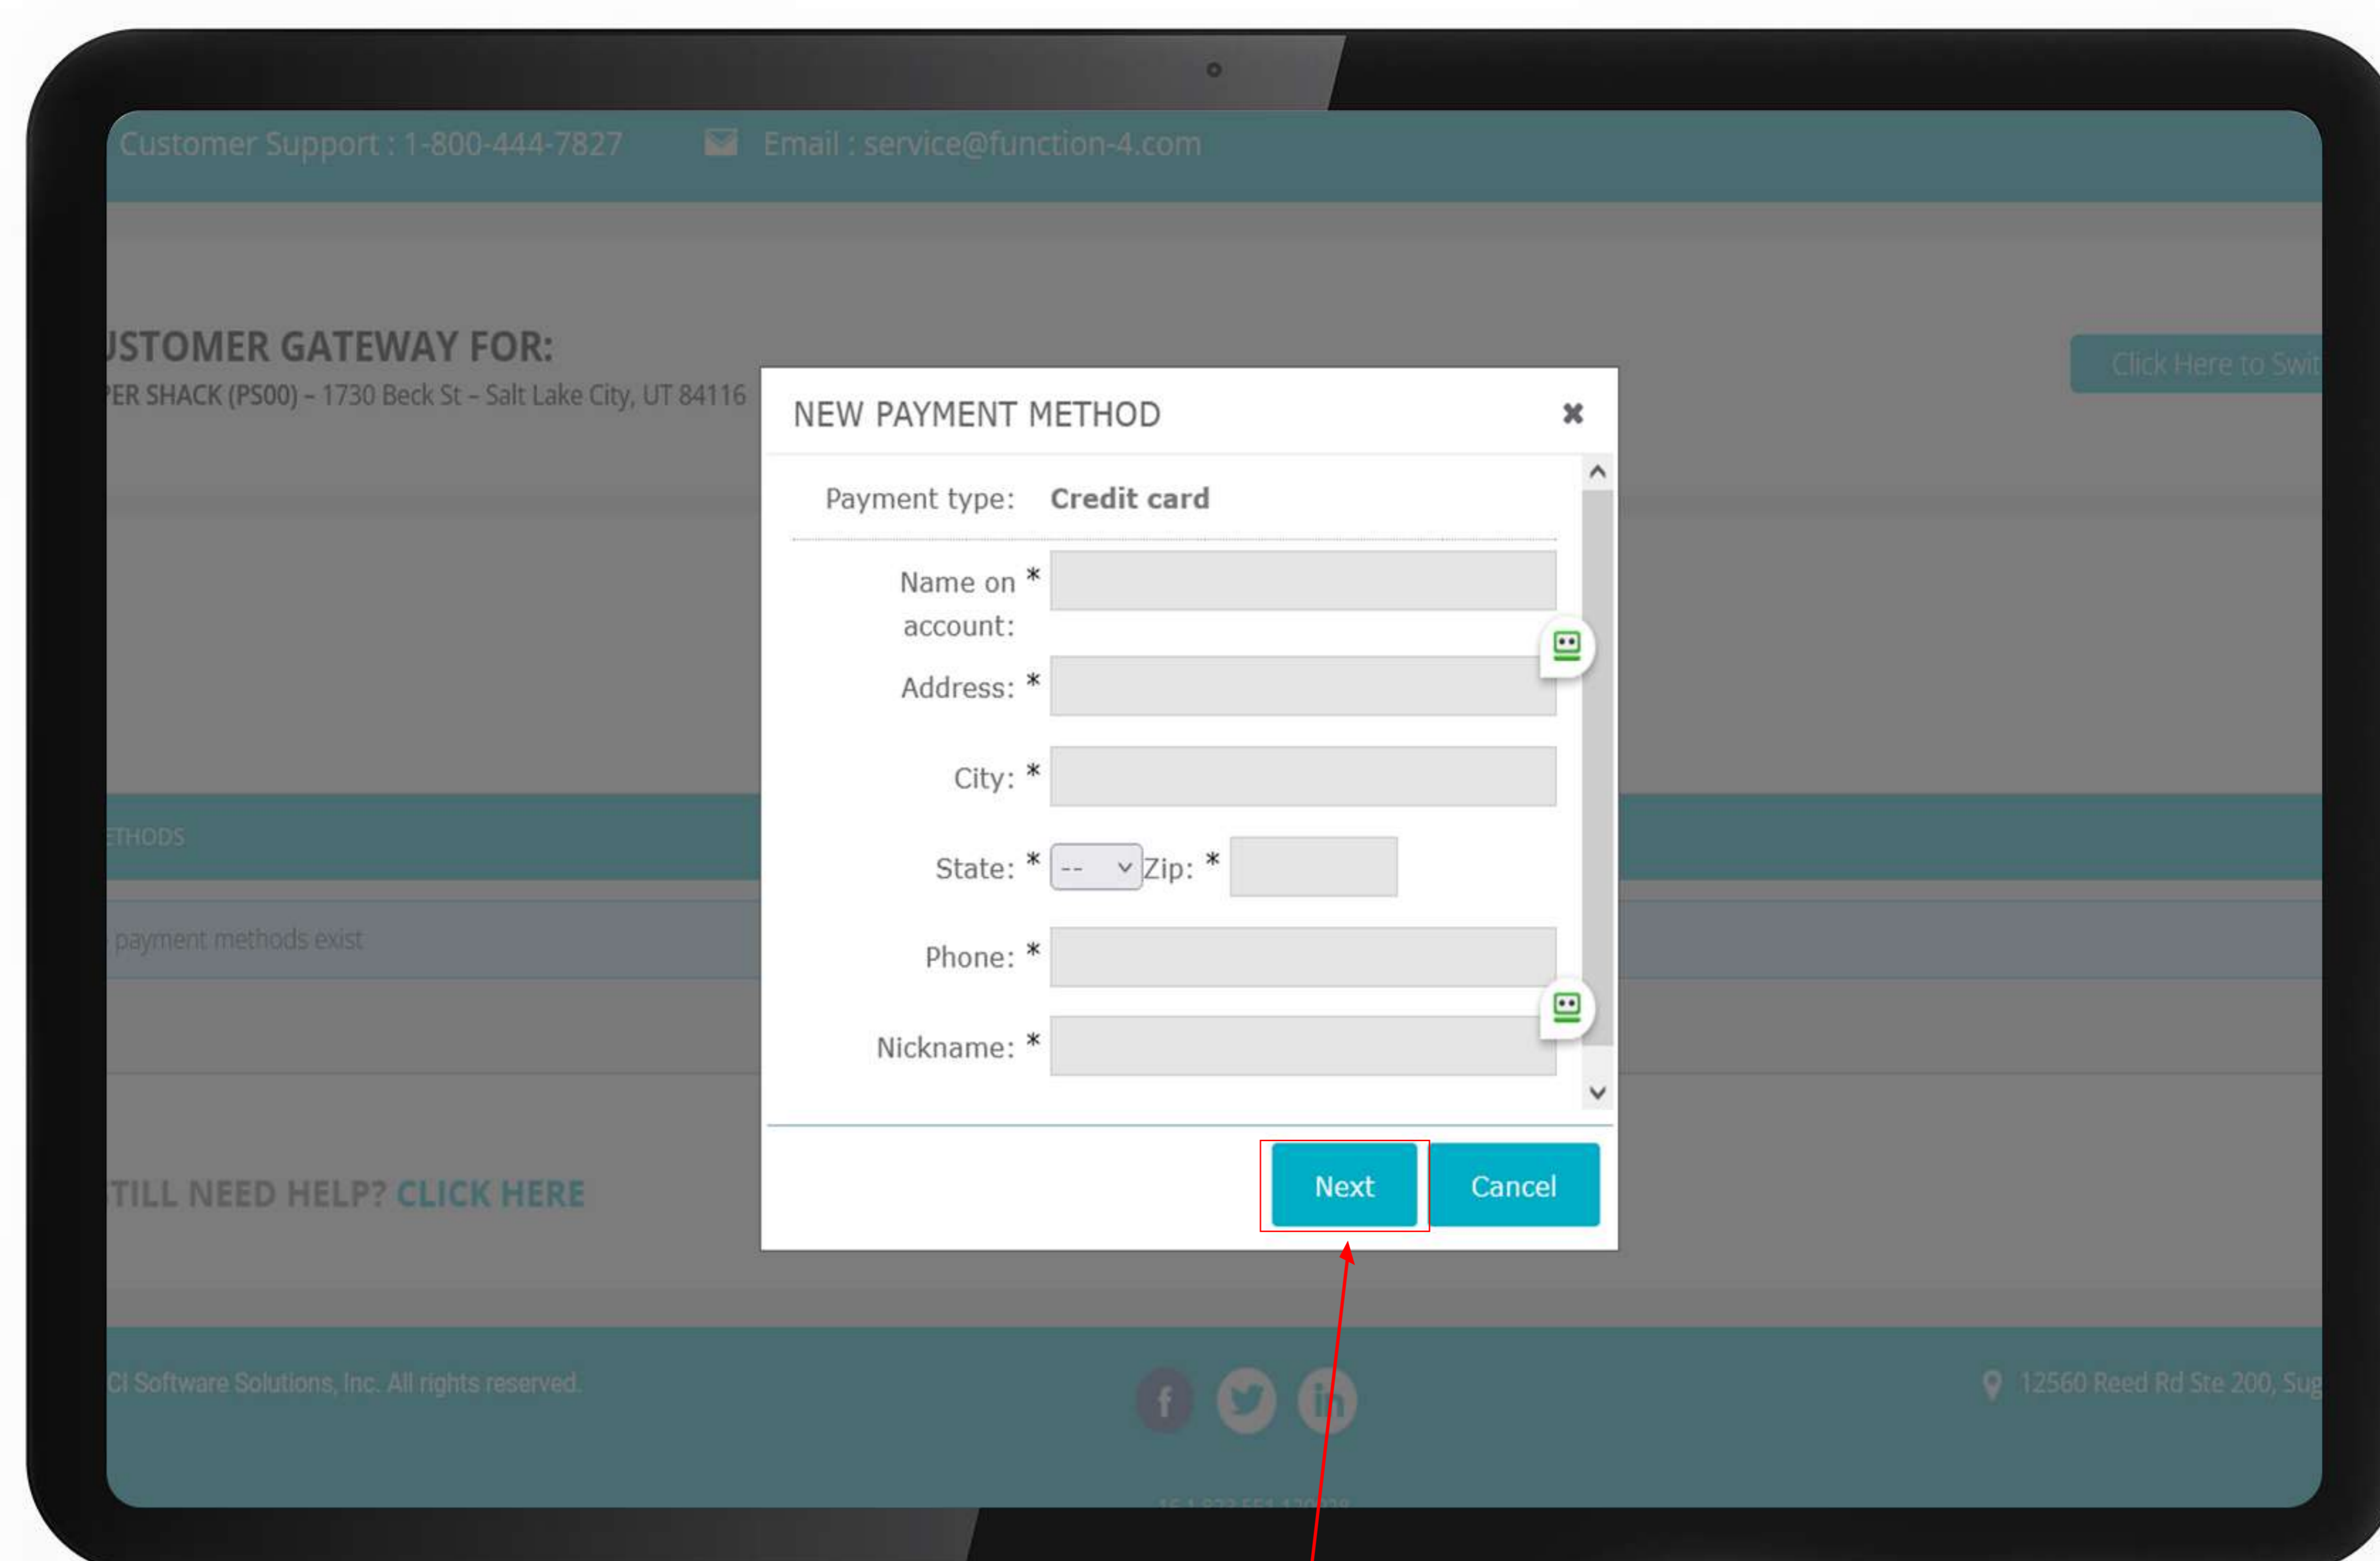 Customer Support : 1-800-444-7827
Email : service@function-4.com
USTOMER GATEWAY FOR:
PER SHACK (PS00) – 1730 Beck St – Salt Lake City, UT 84116
Click Here to Swit
NEW PAYMENT METHOD
Payment type: Credit card
Name on *
account:
Address: *
City: *
State: * -- Zip: *
Phone: *
Nickname: *
Next Cancel
ETHODS
payment methods exist
TILL NEED HELP? CLICK HERE
CI Software Solutions, Inc. All rights reserved.
f in
12560 Reed Rd Ste 200, Sug